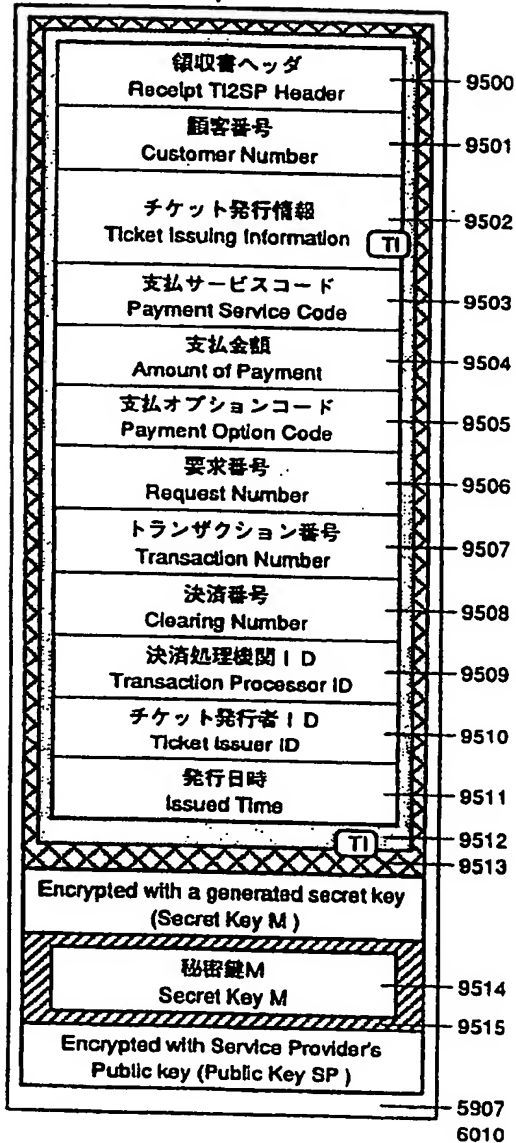 領収書ヘッダ 9500
Receipt TI2SP Header
顧客番号 9501
Customer Number
チケット発行情報 9502
Ticket Issuing Information TI
支払サービスコード 9503
Payment Service Code
支払金額 9504
Amount of Payment
支払オプションコード 9505
Payment Option Code
要求番号 9506
Request Number
トランザクション番号 9507
Transaction Number
決済番号 9508
Clearing Number
決済処理機関ID 9509
Transaction Processor ID
チケット発行者ID 9510
Ticket Issuer ID
発行日時 9511
Issued Time
TI 9512
9513
Encrypted with a generated secret key
(Secret Key M )
秘密鍵M 9514
Secret Key M
9515
Encrypted with Service Provider's
Public key (Public Key SP )
5907
6010